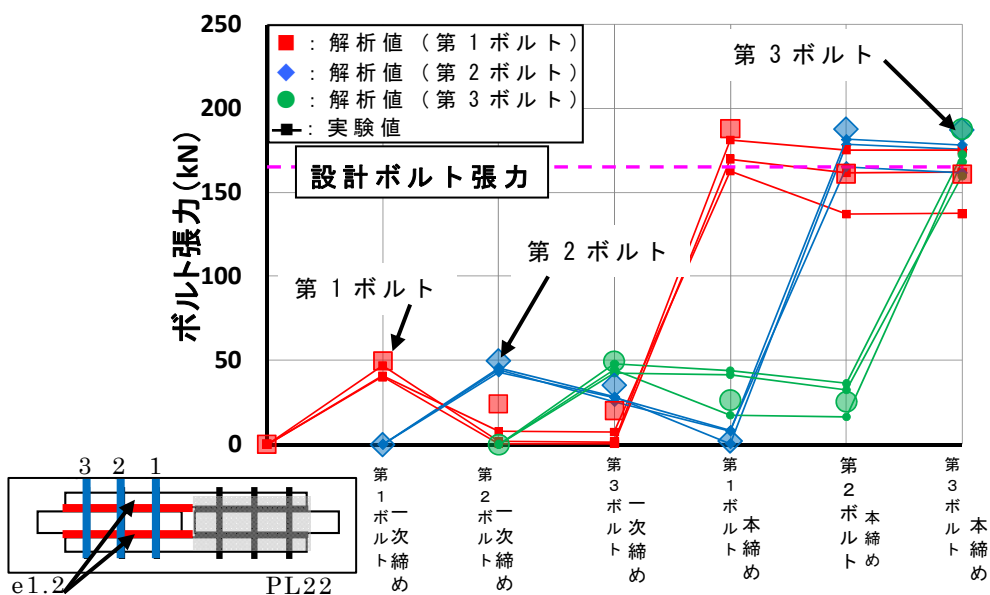 250
200
150
100
50
0
ボルト張力(kN)
：解析値（第1ボルト）
：解析値（第2ボルト）
：解析値（第3ボルト）
：実験値
設計ボルト張力
第1ボルト
第2ボルト
第3ボルト
第1ボルト一次締め
第2ボルト一次締め
第3ボルト一次締め
第1ボルト本締め
第2ボルト本締め
第3ボルト本締め
3 2 1
e1.2
PL22